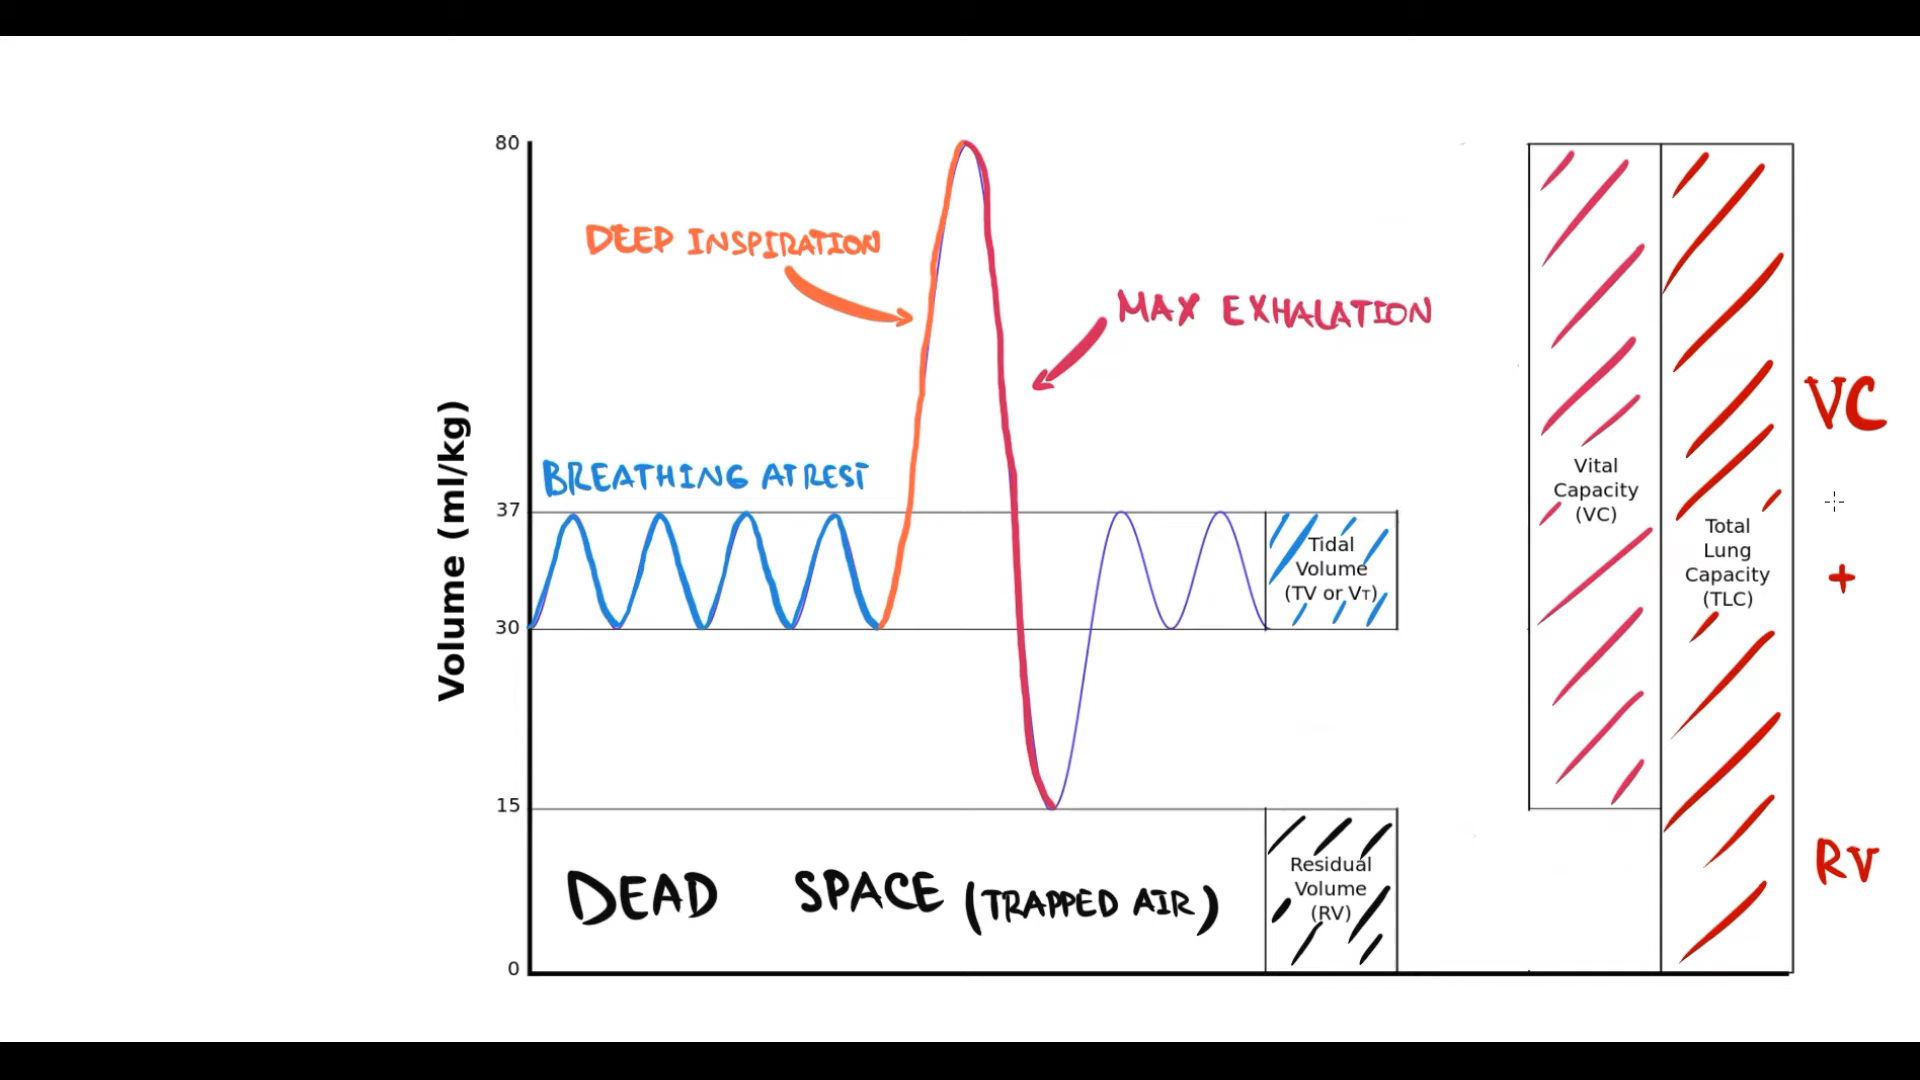 80
DEEP INSPIRATION
MAX EXHALATION
Volume (ml/kg)
BREATHING AT REST
37
30
15
0
Tidal
Volume
(TV or VT)
DEAD SPACE (TRAPPED AIR)
Residual
Volume
(RV)
Vital
Capacity
(VC)
Total
Lung
Capacity
(TLC)
VC
+
RV